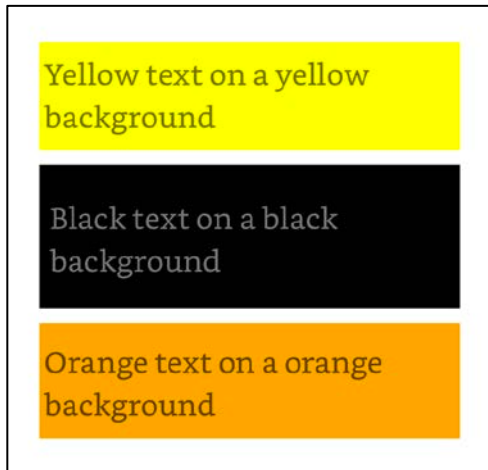 Yellow text on a yellow
background
Black text on a black
background
Orange text on a orange
background